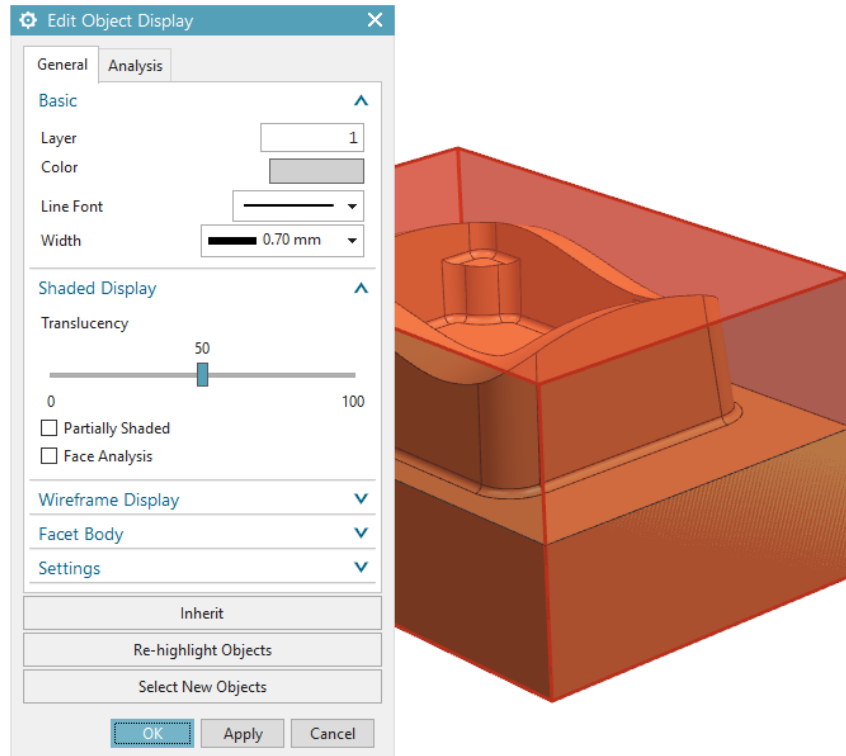 Edit Object Display
General Analysis
Basic
Layer 1
Color
Line Font
Width 0.70 mm
Shaded Display
Translucency
50
0 100
Partially Shaded
Face Analysis
Wireframe Display
Facet Body
Settings
Inherit
Re-highlight Objects
Select New Objects
OK Apply Cancel